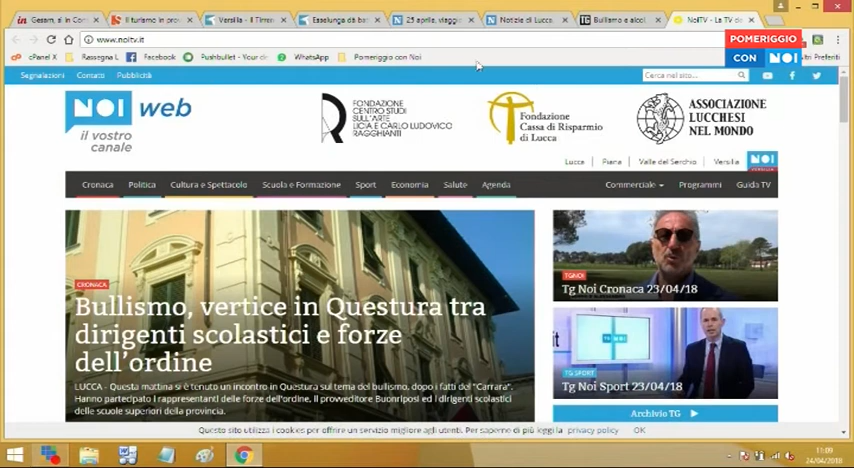 Gesam, si in Con
Il turismo in prov
Versilia - Il Tirren
Esselunga dà ba
25 aprile, viaggio
Notizie di Lucca
Bullismo e alcol,
NoiTV - La TV de
www.noitv.it
cPanel X
Rassegna L
Facebook
Pushbullet - Your de
WhatsApp
Pomeriggio con Noi
Altri Preferiti
POMERIGGIO
CON NOI
Segnalazioni Contatto Pubblicità
Cerca nel sito...
NOI web
il vostro
canale
FONDAZIONE
CENTRO STUDI
SULL'ARTE
LICIA E CARLO LUDOVICO
RAGGHIANTI
Fondazione
Cassa di Risparmio
di Lucca
ASSOCIAZIONE
LUCCHESI
NEL MONDO
Lucca Piana Valle del Serchio Versilia NOI
Cronaca Politica Cultura e Spettacolo Scuola e Formazione Sport Economia Salute Agenda Commerciale Programmi Guida TV
CRONACA
Bullismo, vertice in Questura tra
dirigenti scolastici e forze
dell'ordine
LUCCA - Questa mattina si è tenuto un incontro in Questura sul tema del bullismo, dopo i fatti del "Carrara".
Hanno partecipato i rappresentanti delle forze dell'ordine, il provveditore Buonriposi ed i dirigenti scolastici
delle scuole superiori della provincia.
TGNOI
Tg Noi Cronaca 23/04/18
TG NOI
it
TG SPORT
Tg Noi Sport 23/04/18
Archivio TG
Questo sito utilizza i cookies per offrire un servizio migliore agli utenti. Per saperne di più leggi la privacy policy OK
11:09
24/04/2018